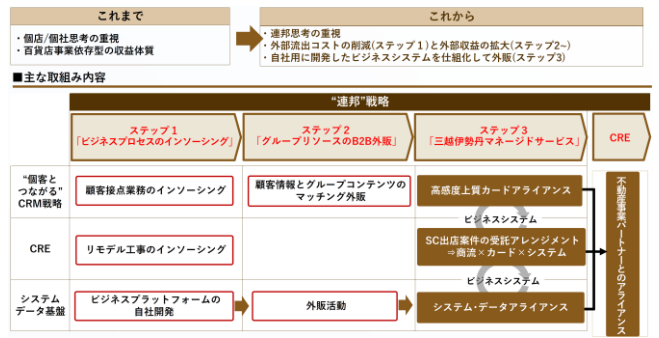 これまで
・個店/個社思考の重視
・百貨店事業依存型の収益体質
これから
・連邦思考の重視
・外部流出コストの削減(ステップ1)と外部収益の拡大(ステップ2~)
・自社用に開発したビジネスシステムを仕組化して外販(ステップ3)
■主な取組み内容
“連邦”戦略
ステップ1
「ビジネスプロセスのインソーシング」
ステップ2
「グループリソースのB2B外販」
ステップ3
「三越伊勢丹マネージドサービス」
CRE
“個客と
つながる”
CRM戦略
顧客接点業務のインソーシング
顧客情報とグループコンテンツの
マッチング外販
高感度上質カードアライアンス
ビジネスシステム
CRE
リモデル工事のインソーシング
SC出店案件の受託アレンジメント
⇒商流×カード×システム
ビジネスシステム
システム
データ基盤
ビジネスプラットフォームの
自社開発
外販活動
システム・データアライアンス
不動産事業パートナーとのアライアンス